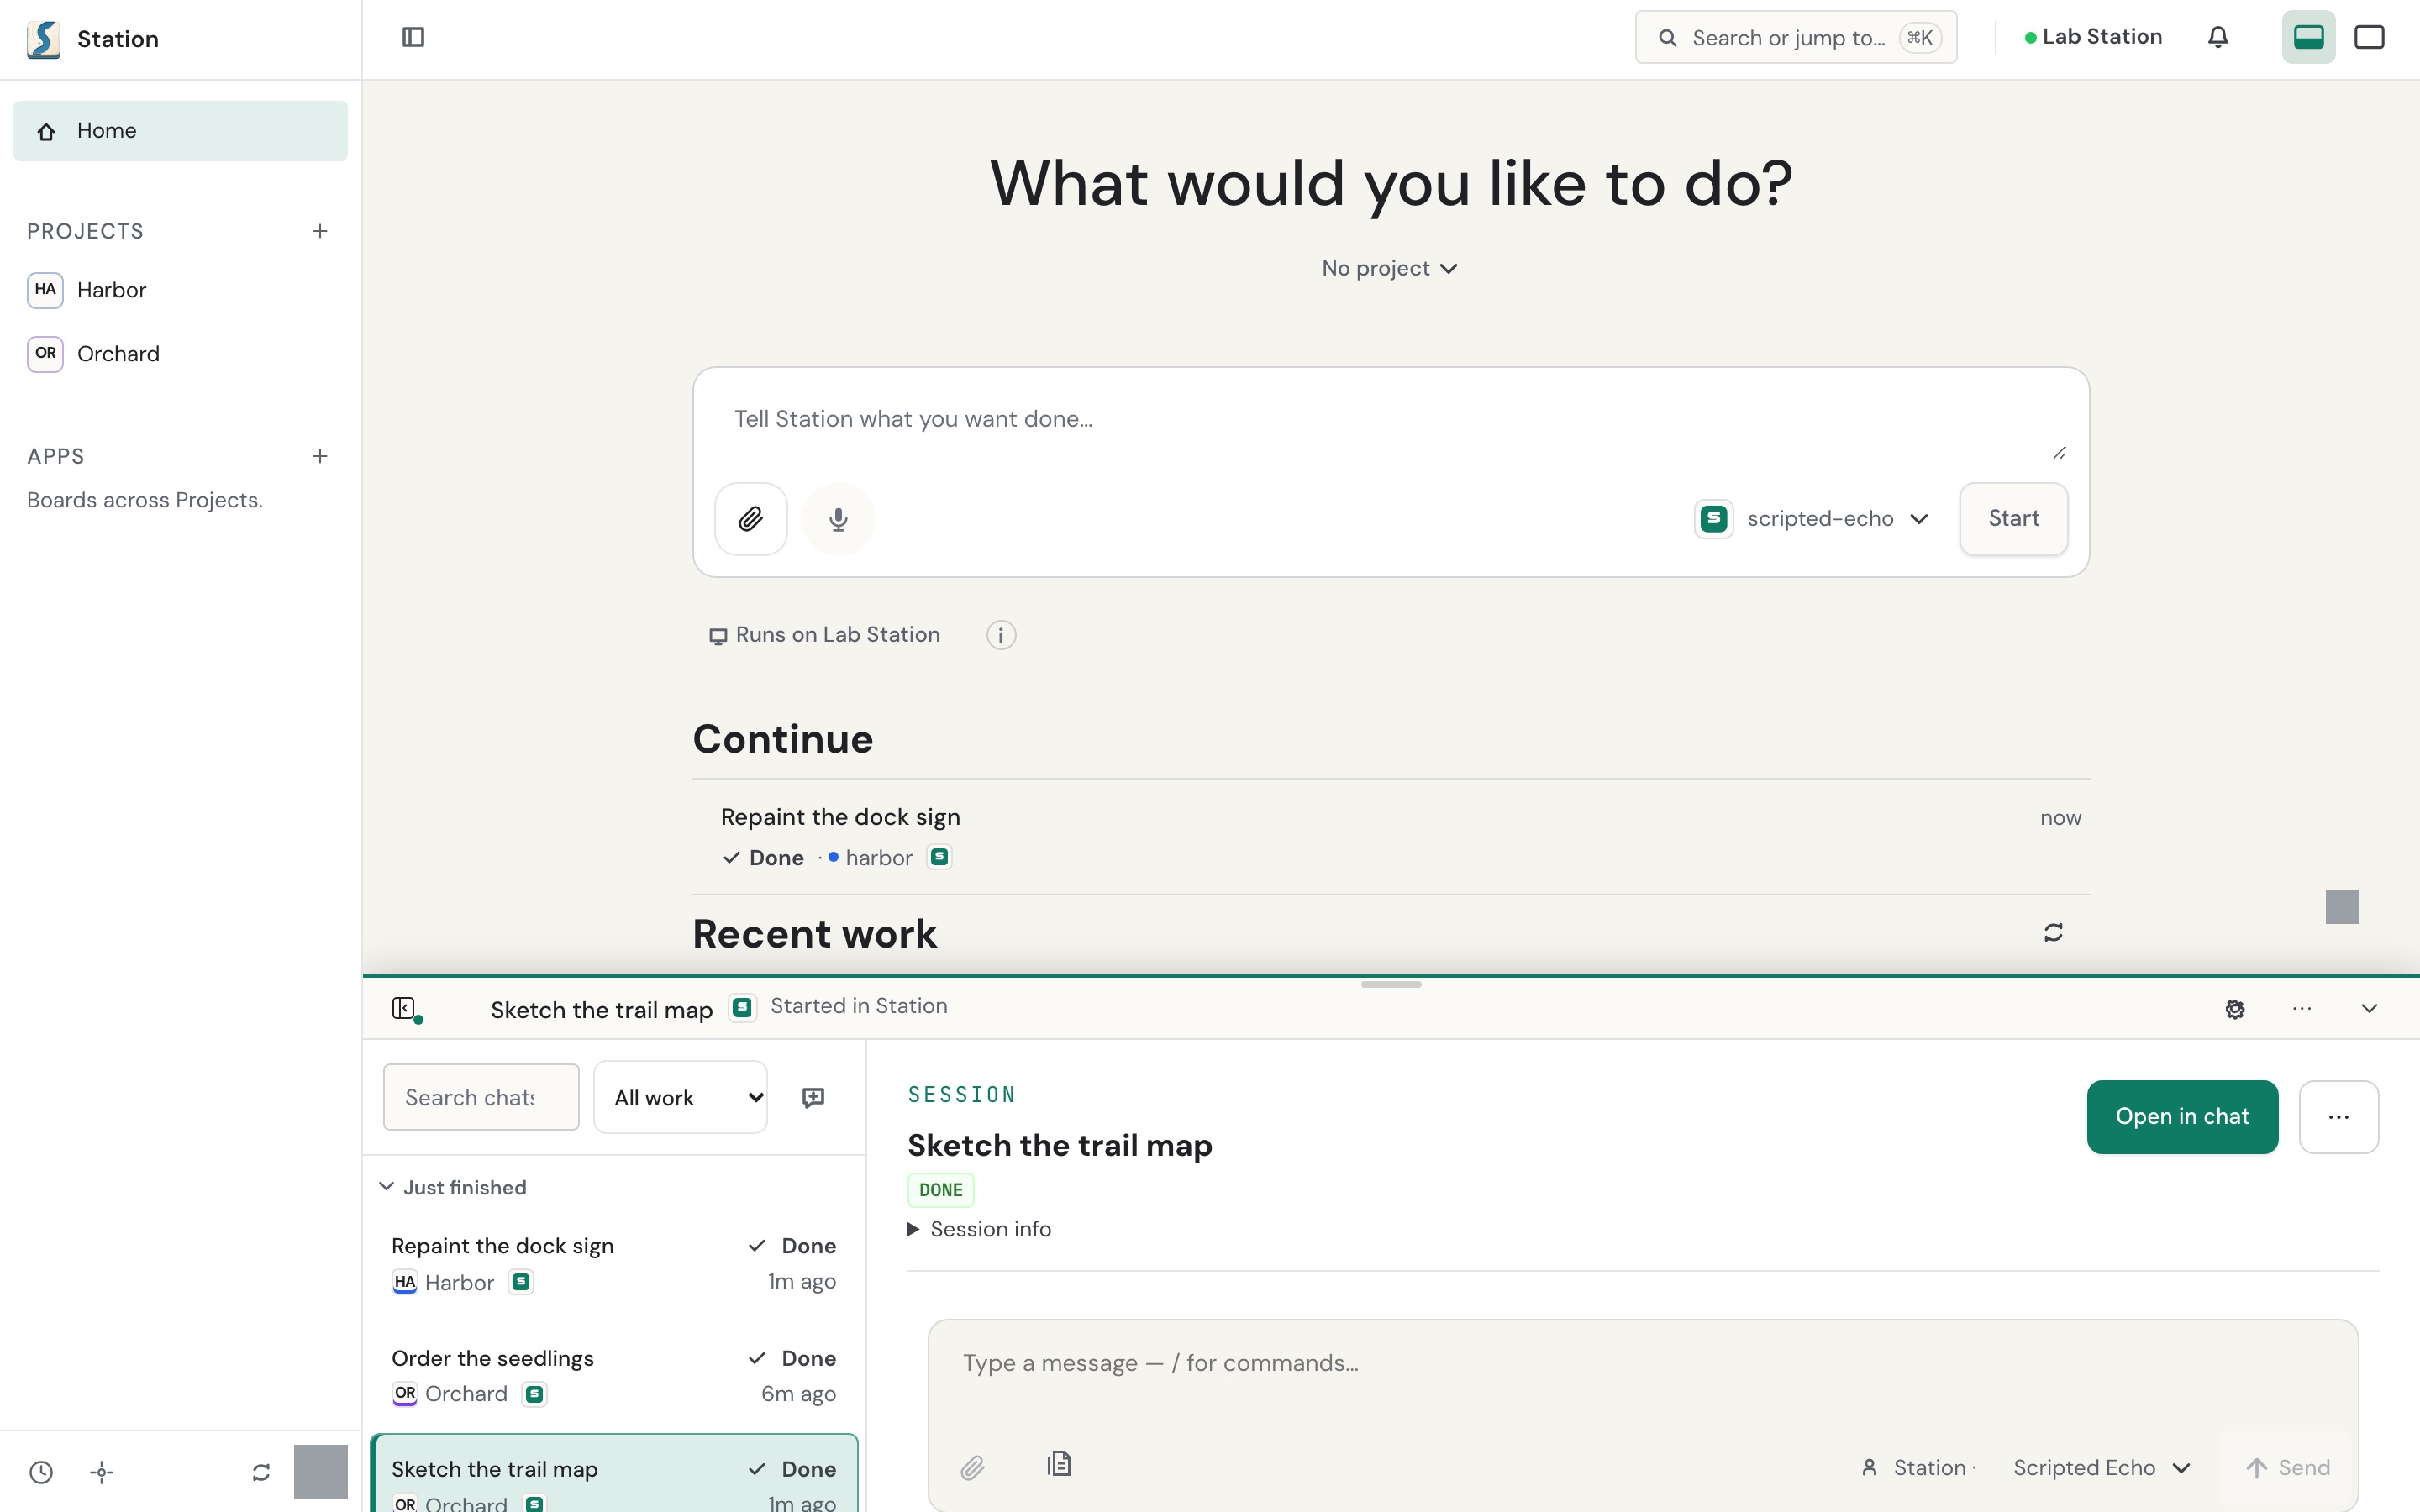 Station
Search or jump to... ⌘K
Lab Station
Home
PROJECTS
HA Harbor
OR Orchard
APPS
Boards across Projects.
What would you like to do?
No project
Tell Station what you want done...
S scripted-echo
Start
Runs on Lab Station
Continue
Repaint the dock sign
now
Done · harbor S
Recent work
Sketch the trail map S Started in Station
Search chats
All work
Just finished
Repaint the dock sign Done
HA Harbor S 1m ago
Order the seedlings Done
OR Orchard S 6m ago
Sketch the trail map Done
OR Orchard S 1m ago
SESSION
Sketch the trail map
DONE
Session info
Open in chat
...
Type a message — / for commands...
Station · Scripted Echo
Send